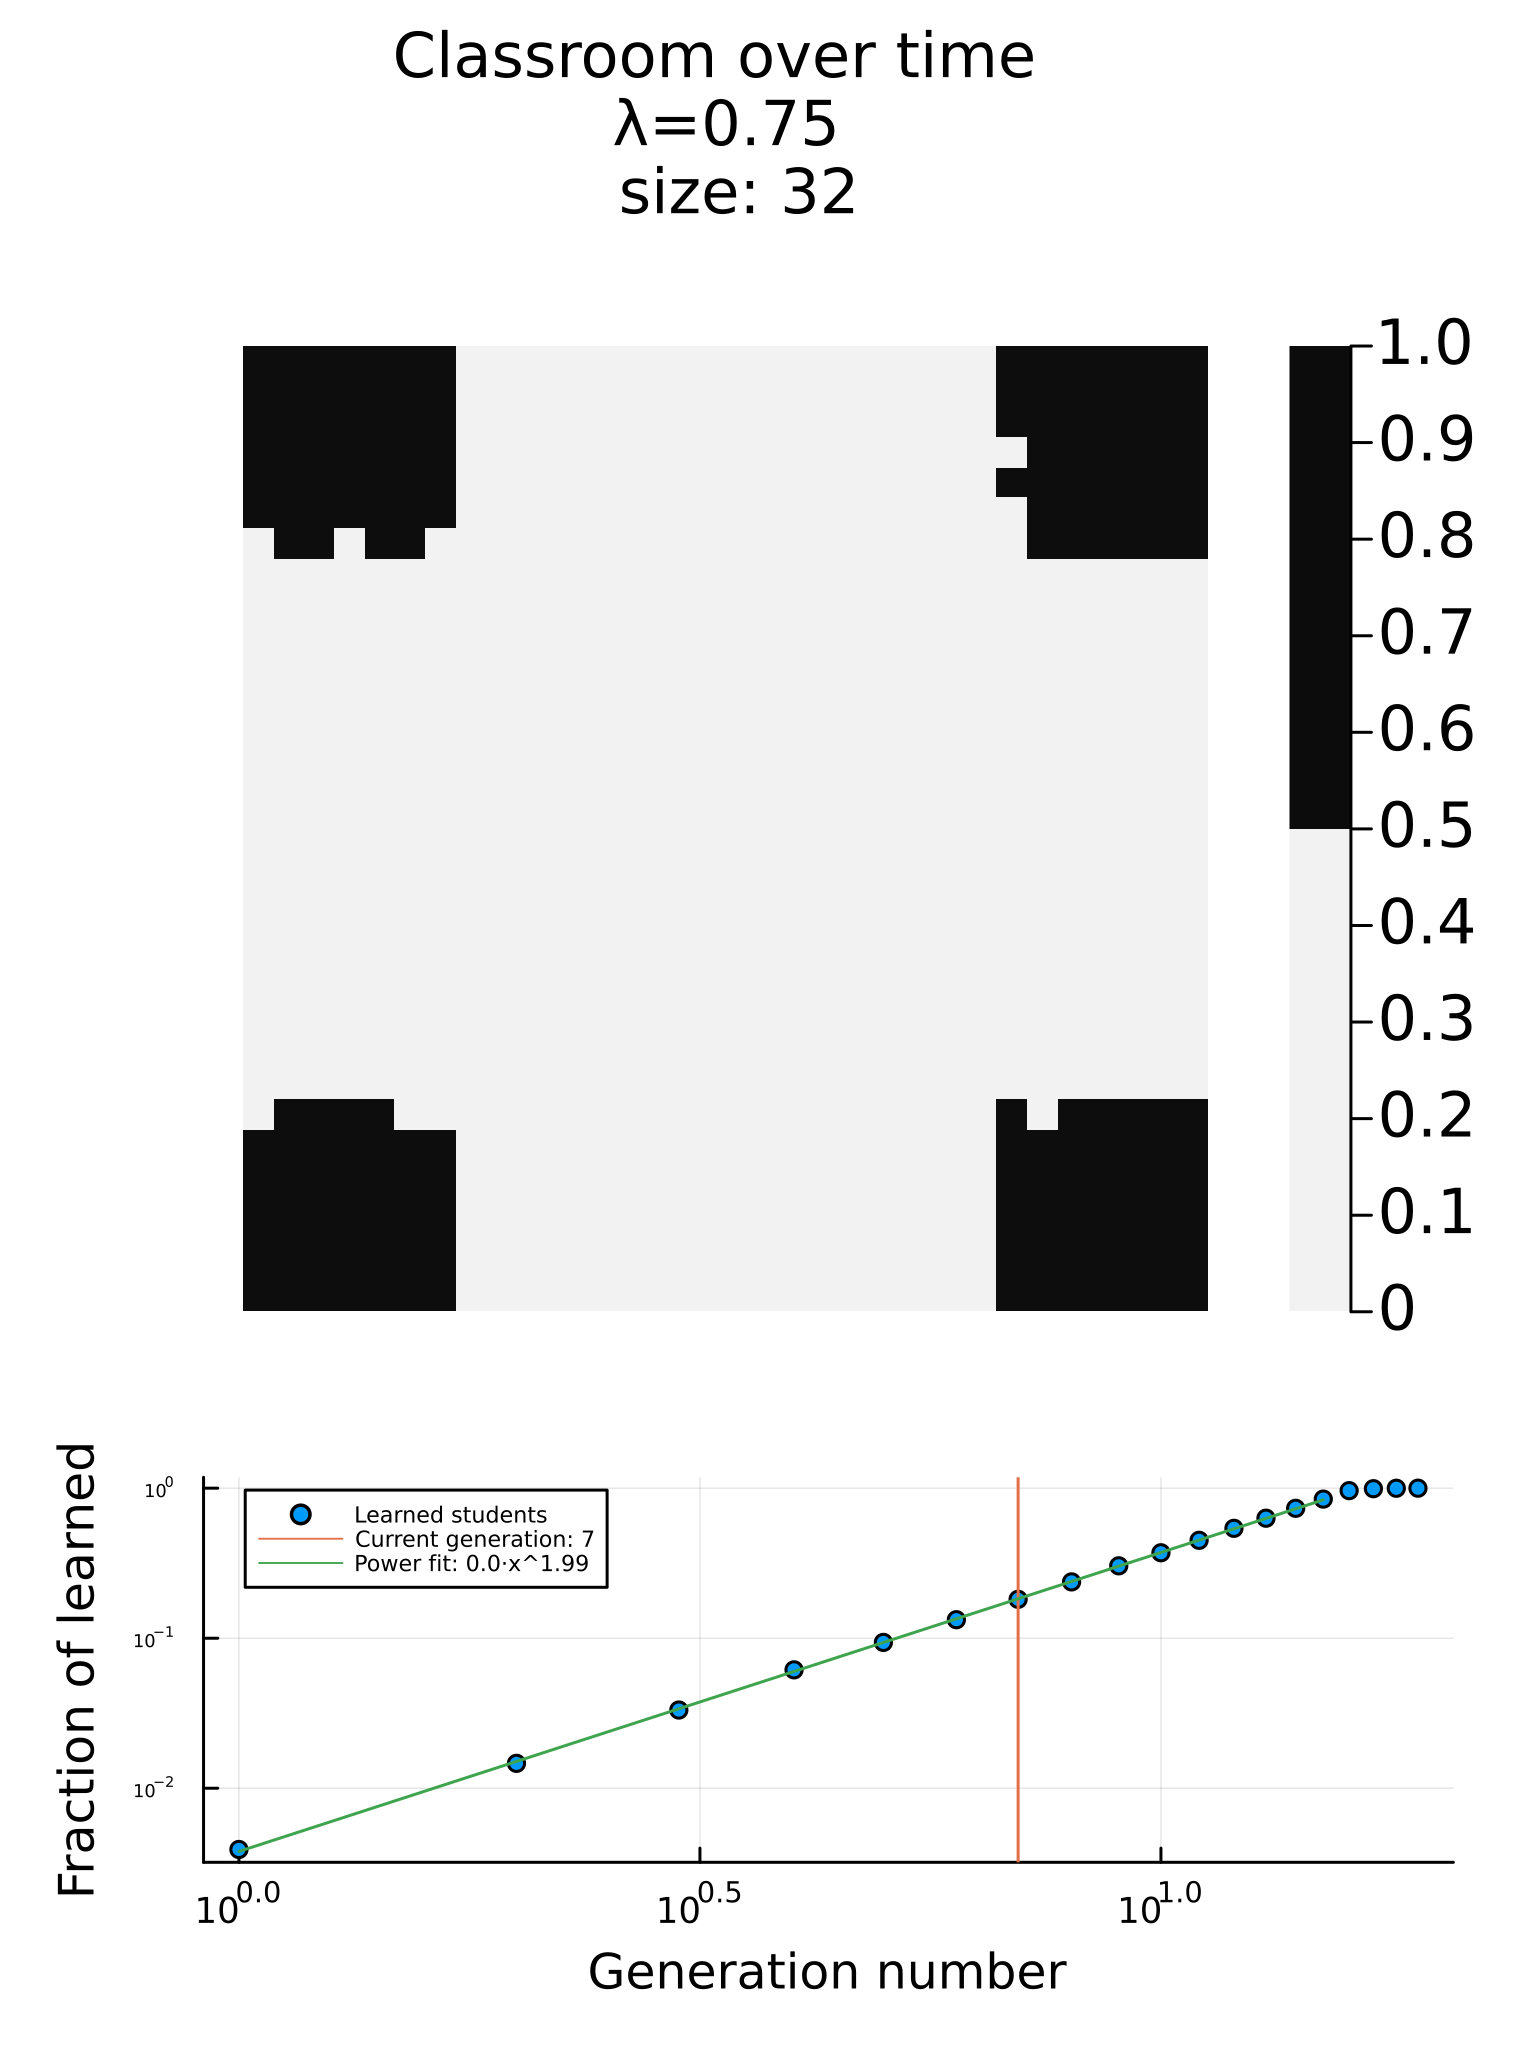 Classroom over time
λ=0.75
size: 32
1.0
0.9
0.8
0.7
0.6
0.5
0.4
0.3
0.2
0.1
0
Fraction of learned
10^0
10^−1
10^−2
Learned students
Current generation: 7
Power fit: 0.0·x^1.99
10^0.0
10^0.5
10^1.0
Generation number